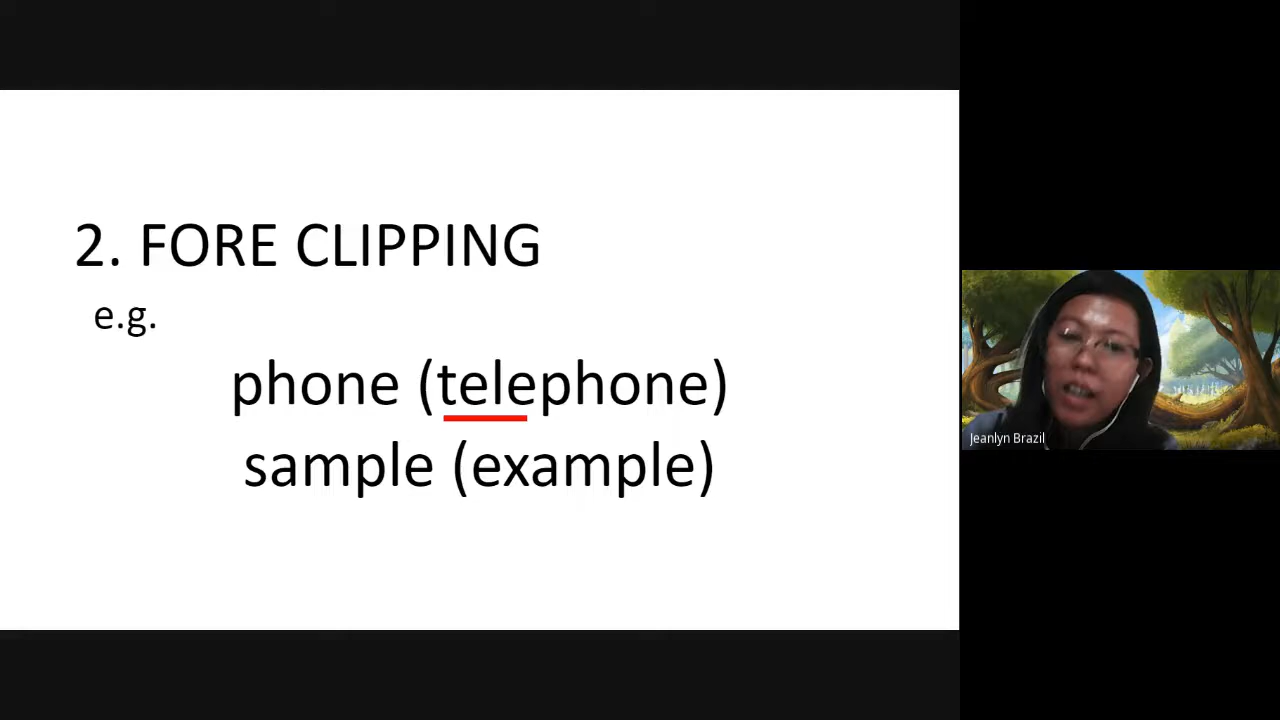 2. FORE CLIPPING
e.g.
phone (telephone)
sample (example)
Jeanlyn Brazil